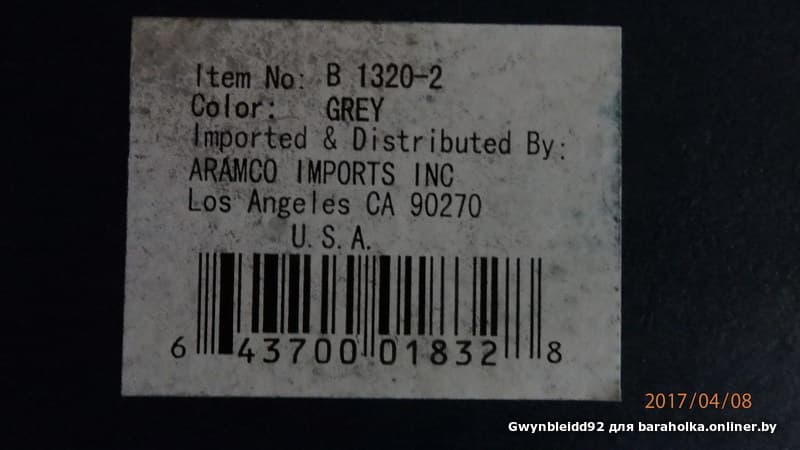 Item No: B 1320-2
Color: GREY
Imported & Distributed By:
ARAMCO IMPORTS INC
Los Angeles CA 90270
U.S.A.
6 43700 01832 8
2017/04/08
Gwynbleidd92 для baraholka.onliner.by